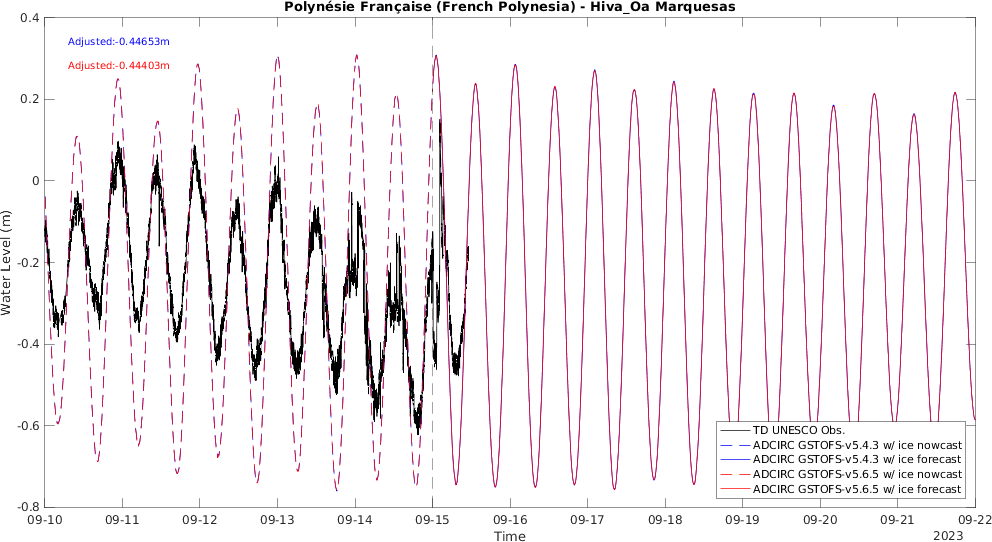 Polynésie Française (French Polynesia) - Hiva_Oa Marquesas
Adjusted:-0.44653m
Adjusted:-0.44403m
0.4
0.2
0
-0.2
-0.4
-0.6
-0.8
Water Level (m)
TD UNESCO Obs.
ADCIRC GSTOFS-v5.4.3 w/ ice nowcast
ADCIRC GSTOFS-v5.4.3 w/ ice forecast
ADCIRC GSTOFS-v5.6.5 w/ ice nowcast
ADCIRC GSTOFS-v5.6.5 w/ ice forecast
09-10 09-11 09-12 09-13 09-14 09-15 09-16 09-17 09-18 09-19 09-20 09-21 09-22
Time
2023